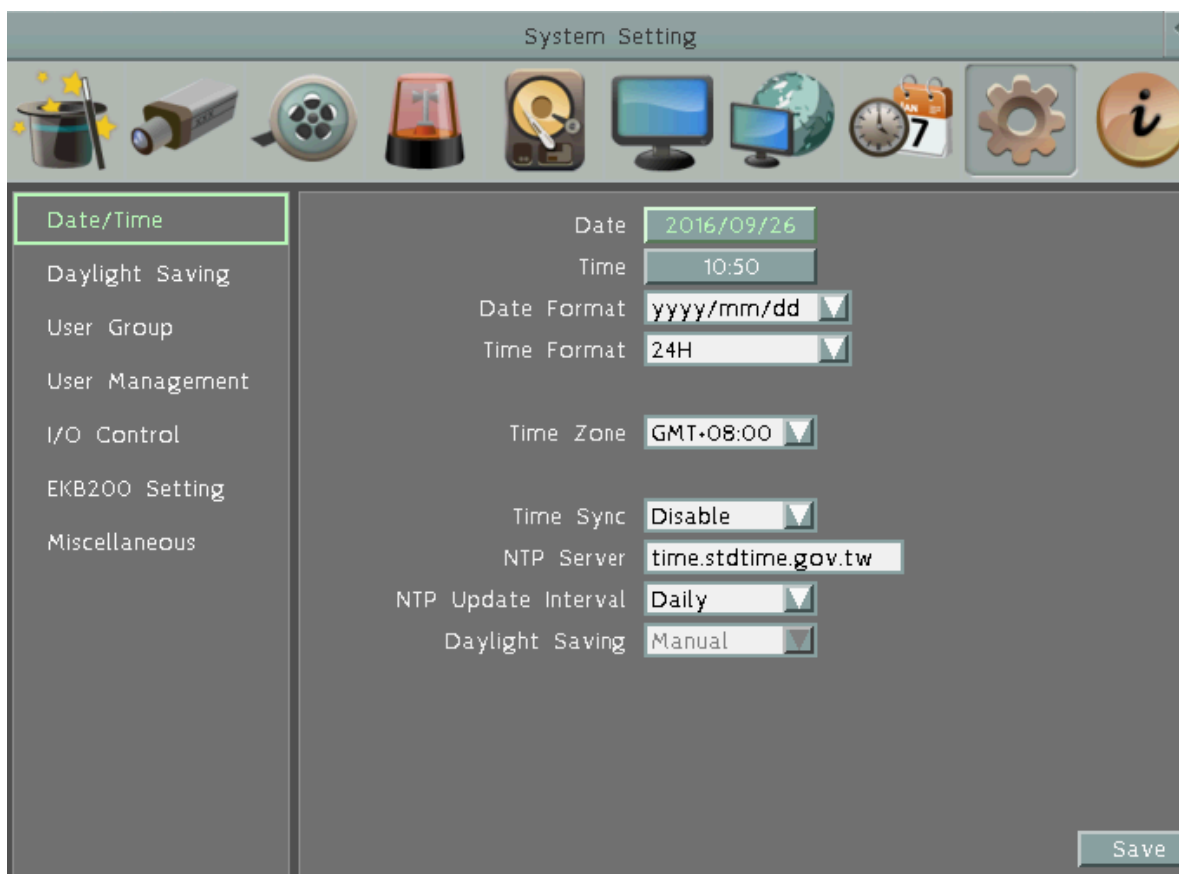 System Setting
JAN
7
i
Date/Time
Daylight Saving
User Group
User Management
I/O Control
EKB200 Setting
Miscellaneous
Date 2016/09/26
Time 10:50
Date Format yyyy/mm/dd
Time Format 24H
Time Zone GMT+08:00
Time Sync Disable
NTP Server time.stdtime.gov.tw
NTP Update Interval Daily
Daylight Saving Manual
Save